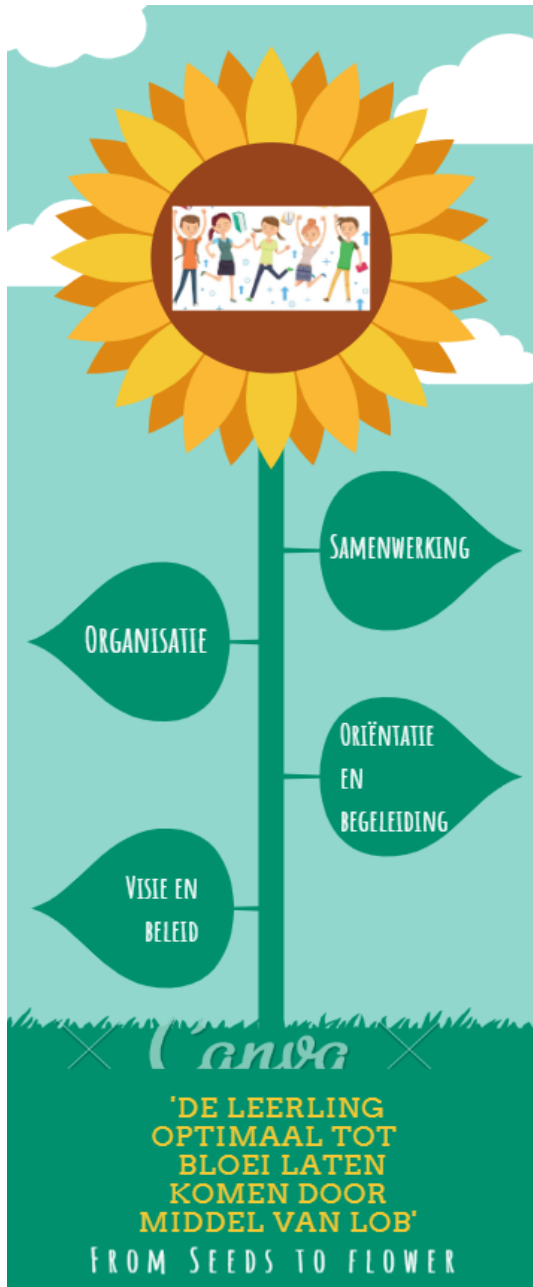 SAMENWERKING
ORGANISATIE
ORIËNTATIE
EN
BEGELEIDING
VISIE EN
BELEID
Canva
'DE LEERLING
OPTIMAAL TOT
BLOEI LATEN
KOMEN DOOR
MIDDEL VAN LOB'
FROM SEEDS TO FLOWER